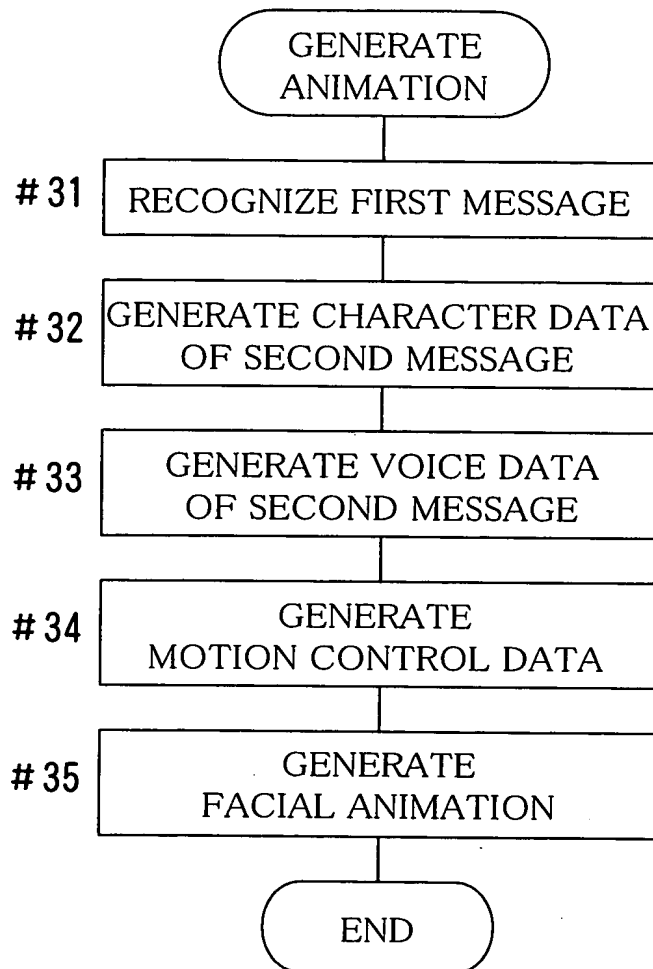 GENERATE
ANIMATION
#31
RECOGNIZE FIRST MESSAGE
#32
GENERATE CHARACTER DATA
OF SECOND MESSAGE
#33
GENERATE VOICE DATA
OF SECOND MESSAGE
#34
GENERATE
MOTION CONTROL DATA
#35
GENERATE
FACIAL ANIMATION
END